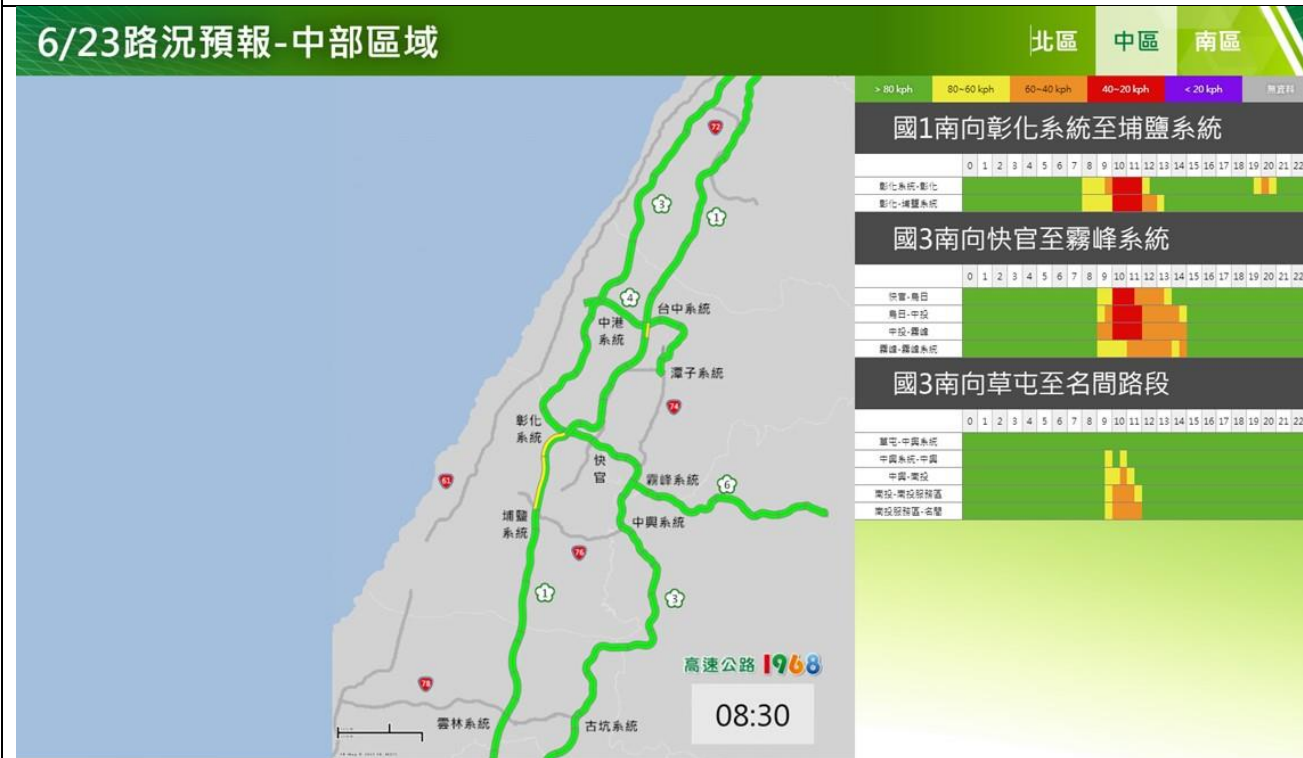 6/23路況預報-中部區域
北區 中區 南區
> 80 kph 80~60 kph 60~40 kph 40~20 kph < 20 kph 無資料
國1南向彰化系統至埔鹽系統
0 1 2 3 4 5 6 7 8 9 10 11 12 13 14 15 16 17 18 19 20 21 22
彰化系統-彰化
彰化-埔鹽系統
國3南向快官至霧峰系統
0 1 2 3 4 5 6 7 8 9 10 11 12 13 14 15 16 17 18 19 20 21 22
快官-烏日
烏日-中投
中投-霧峰
霧峰-霧峰系統
國3南向草屯至名間路段
0 1 2 3 4 5 6 7 8 9 10 11 12 13 14 15 16 17 18 19 20 21 22
草屯-中興系統
中興系統-中興
中興-南投
南投-南投服務區
南投服務區-名間
72
3
1
4
台中系統
中港
系統
潭子系統
74
彰化
系統
快
官
61
霧峰系統
6
埔鹽
系統
中興系統
76
1
3
高速公路1968
78
08:30
雲林系統
古坑系統